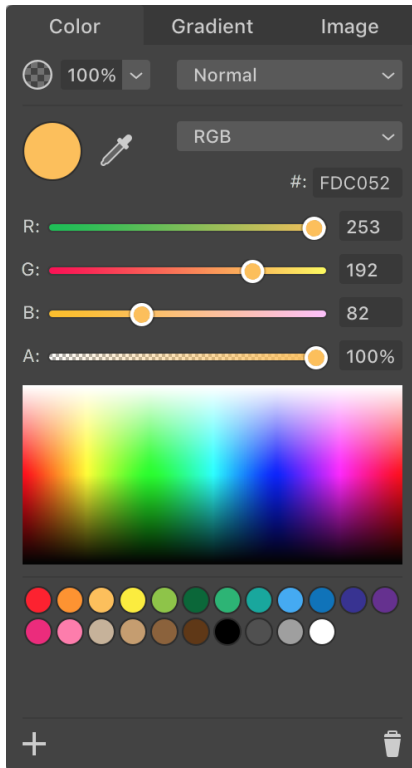 Color Gradient Image
100% Normal
RGB
#: FDC052
R: 253
G: 192
B: 82
A: 100%